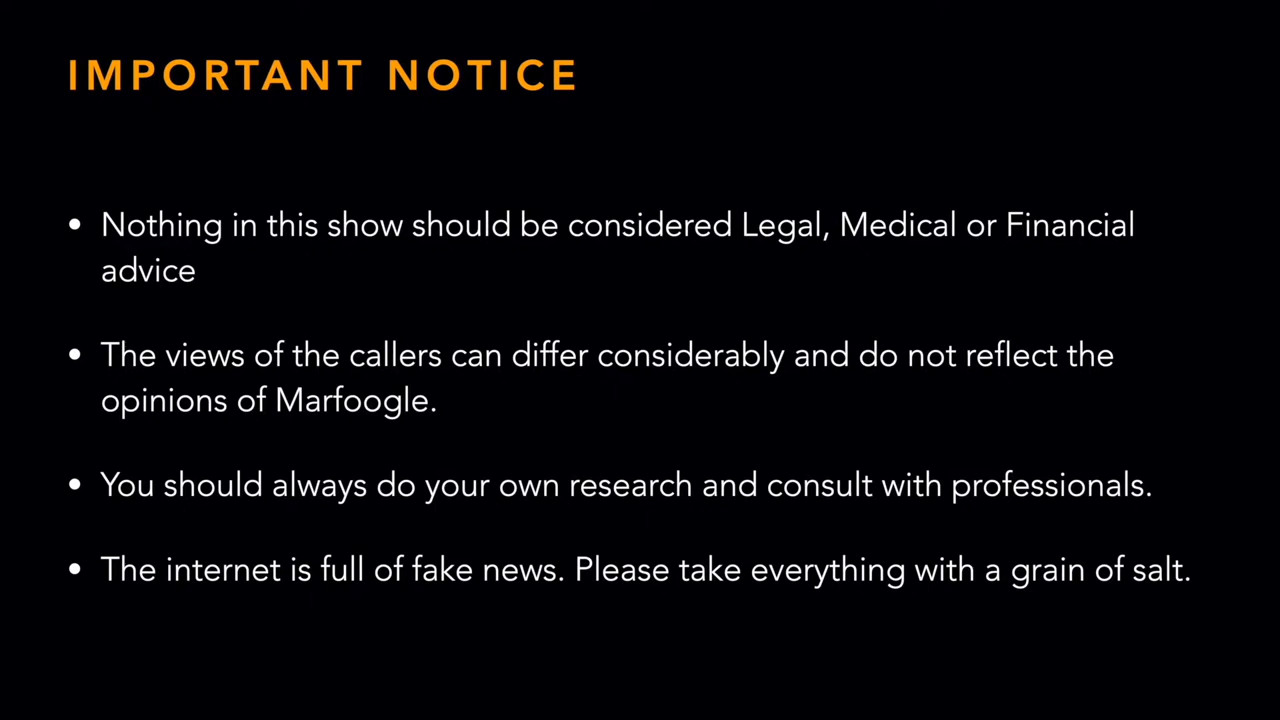 IMPORTANT NOTICE
• Nothing in this show should be considered Legal, Medical or Financial
advice
• The views of the callers can differ considerably and do not reflect the
opinions of Marfoogle.
• You should always do your own research and consult with professionals.
• The internet is full of fake news. Please take everything with a grain of salt.